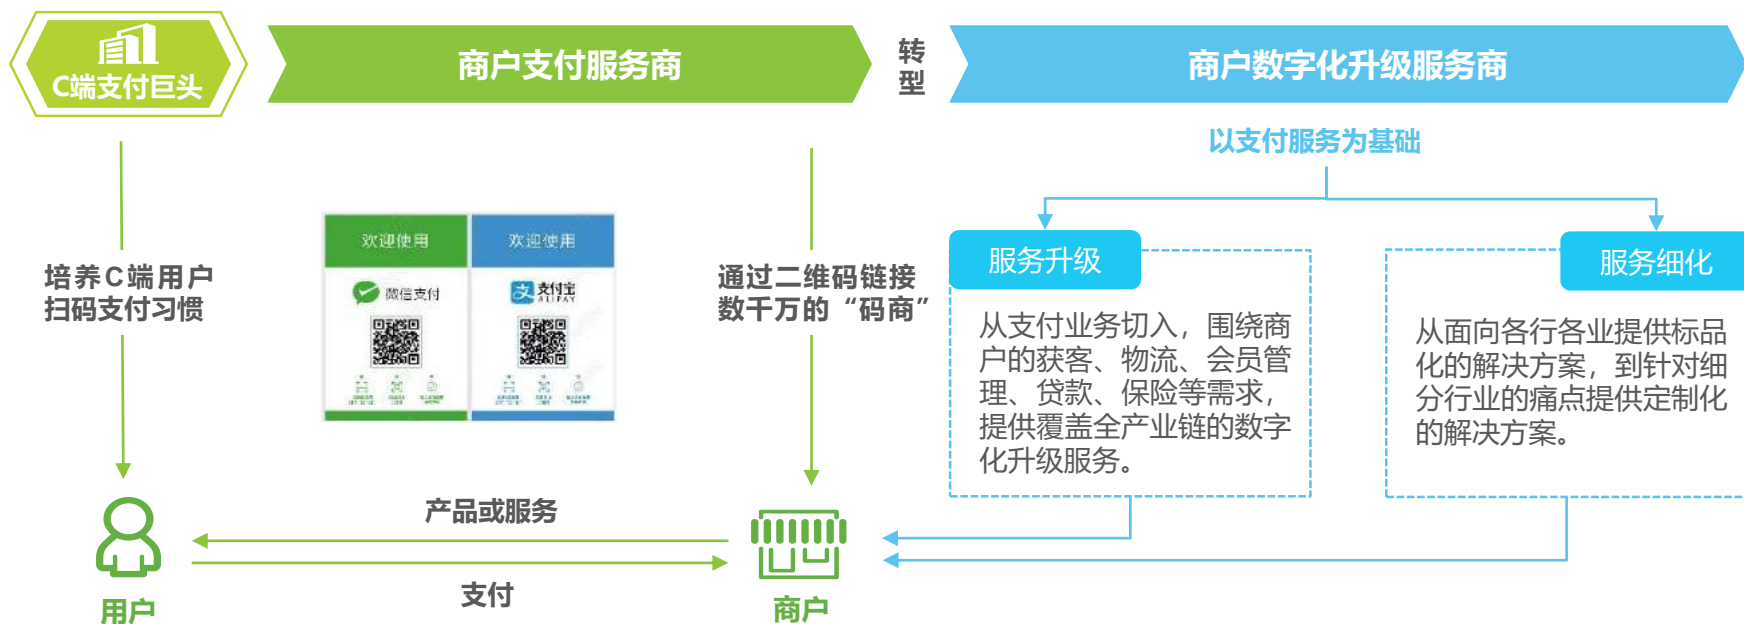 C端支付巨头
商户支付服务商
转
型
商户数字化升级服务商
以支付服务为基础
培养C端用户
扫码支付习惯
欢迎使用
微信支付
欢迎使用
支付宝
ALIPAY
通过二维码链接
数千万的“码商”
服务升级
从支付业务切入，围绕商
户的获客、物流、会员管
理、贷款、保险等需求，
提供覆盖全产业链的数字
化升级服务。
服务细化
从面向各行各业提供标品
化的解决方案，到针对细
分行业的痛点提供定制化
的解决方案。
产品或服务
支付
用户
商户